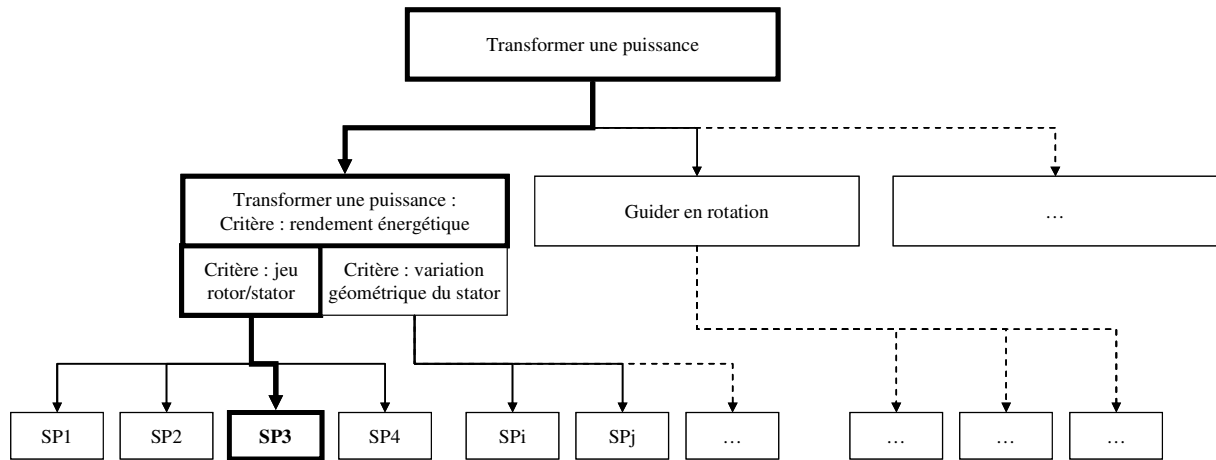 Transformer une puissance
Transformer une puissance :
Critère : rendement énergétique
Guider en rotation
…
Critère : jeu
rotor/stator
Critère : variation
géométrique du stator
SP1
SP2
SP3
SP4
SPi
SPj
…
…
…
…